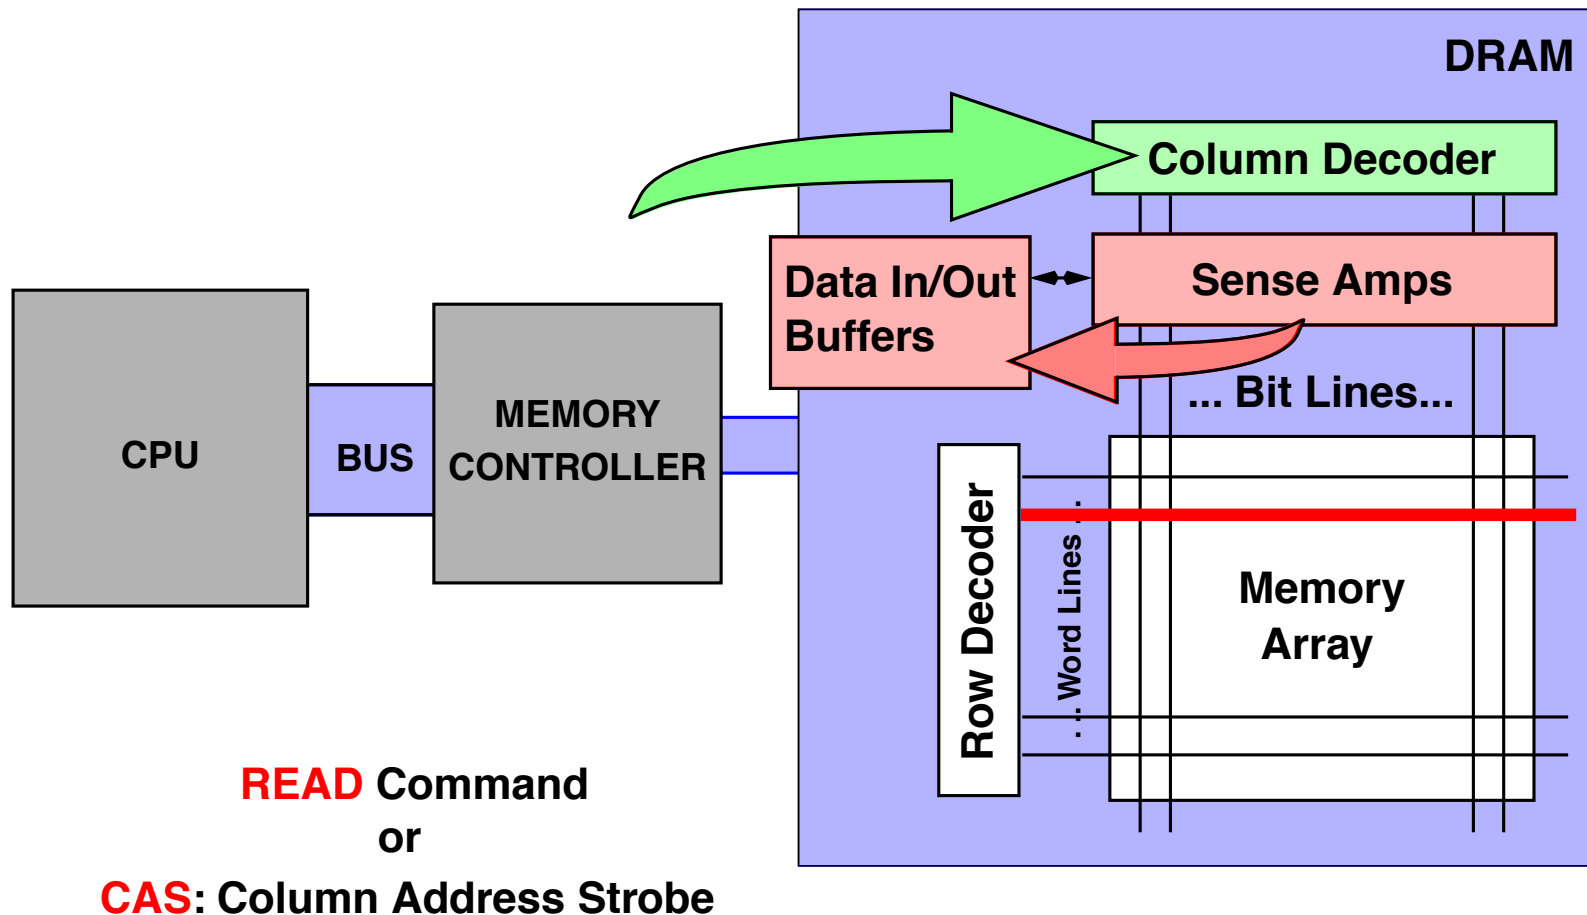 DRAM
Column Decoder
Data In/Out
Buffers
Sense Amps
... Bit Lines...
CPU
BUS
MEMORY
CONTROLLER
Row Decoder
. . . Word Lines . . .
Memory
Array
READ Command
or
CAS: Column Address Strobe